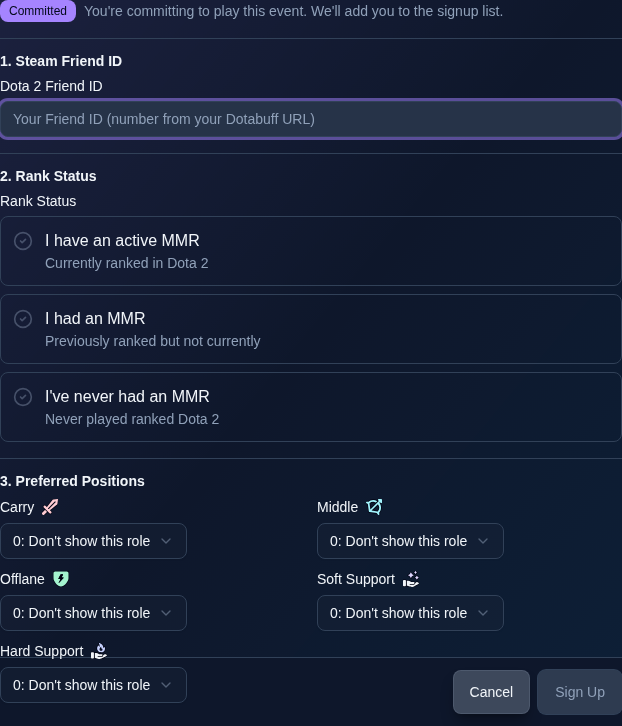 Committed You're committing to play this event. We'll add you to the signup list.
1. Steam Friend ID
Dota 2 Friend ID
Your Friend ID (number from your Dotabuff URL)
2. Rank Status
Rank Status
I have an active MMR
Currently ranked in Dota 2
I had an MMR
Previously ranked but not currently
I've never had an MMR
Never played ranked Dota 2
3. Preferred Positions
Carry Middle
0: Don't show this role 0: Don't show this role
Offlane Soft Support
0: Don't show this role 0: Don't show this role
Hard Support
0: Don't show this role Cancel Sign Up